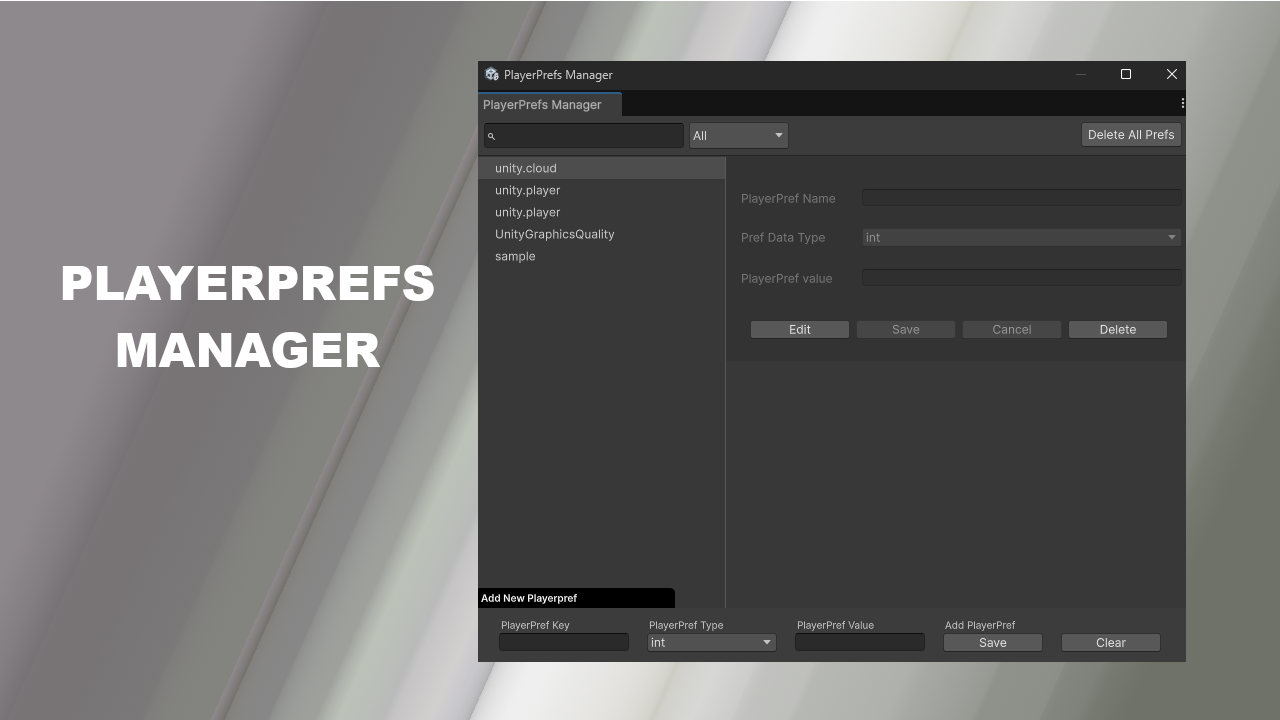 PLAYERPREFS
MANAGER
PlayerPrefs Manager
PlayerPrefs Manager
All
Delete All Prefs
unity.cloud
unity.player
unity.player
UnityGraphicsQuality
sample
PlayerPref Name
Pref Data Type
int
PlayerPref value
Edit
Save
Cancel
Delete
Add New Playerpref
PlayerPref Key
PlayerPref Type
PlayerPref Value
Add PlayerPref
int
Save
Clear